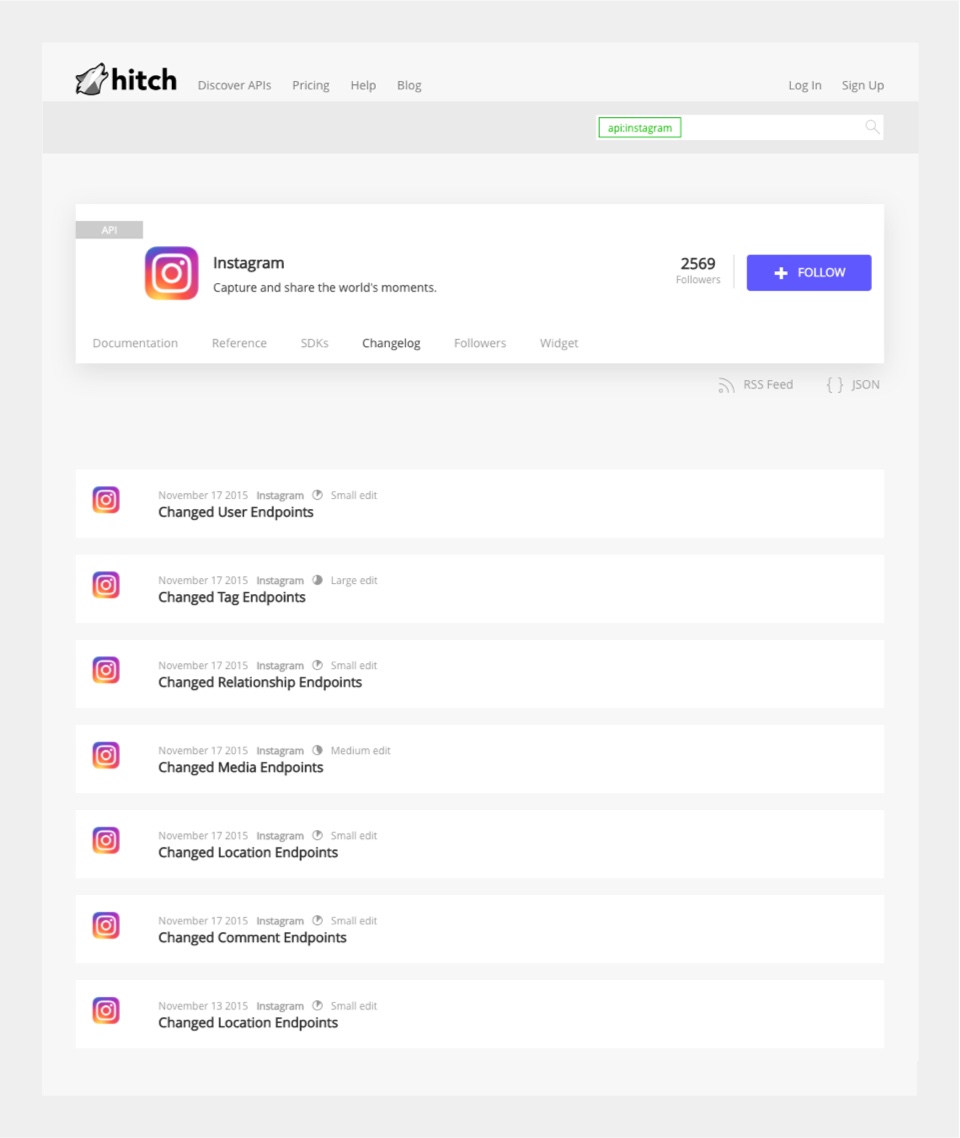 hitch Discover APIs Pricing Help Blog Log In Sign Up
api:instagram
API
Instagram
Capture and share the world's moments.
2569
Followers
FOLLOW
Documentation Reference SDKs Changelog Followers Widget
RSS Feed { } JSON
November 17 2015 Instagram Small edit
Changed User Endpoints
November 17 2015 Instagram Large edit
Changed Tag Endpoints
November 17 2015 Instagram Small edit
Changed Relationship Endpoints
November 17 2015 Instagram Medium edit
Changed Media Endpoints
November 17 2015 Instagram Small edit
Changed Location Endpoints
November 17 2015 Instagram Small edit
Changed Comment Endpoints
November 13 2015 Instagram Small edit
Changed Location Endpoints